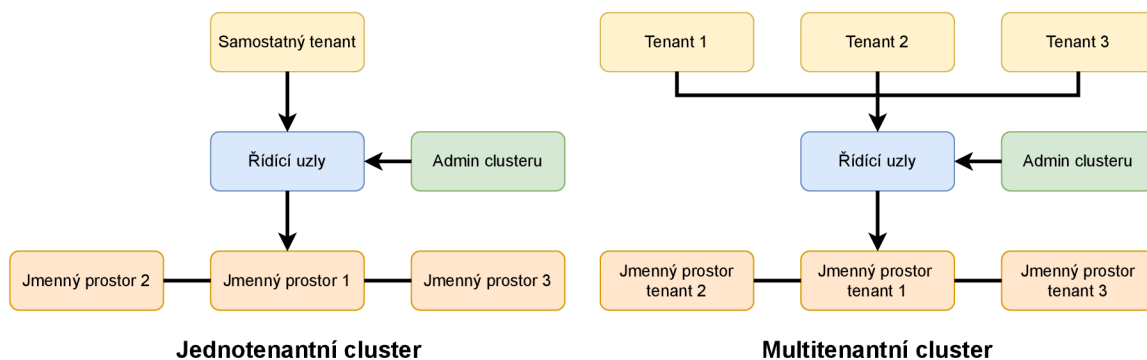 Samostatný tenant
Řídící uzly
Admin clusteru
Jmenný prostor 2
Jmenný prostor 1
Jmenný prostor 3
Jednotenantní cluster
Tenant 1
Tenant 2
Tenant 3
Řídící uzly
Admin clusteru
Jmenný prostor
tenant 2
Jmenný prostor
tenant 1
Jmenný prostor
tenant 3
Multitenantní cluster